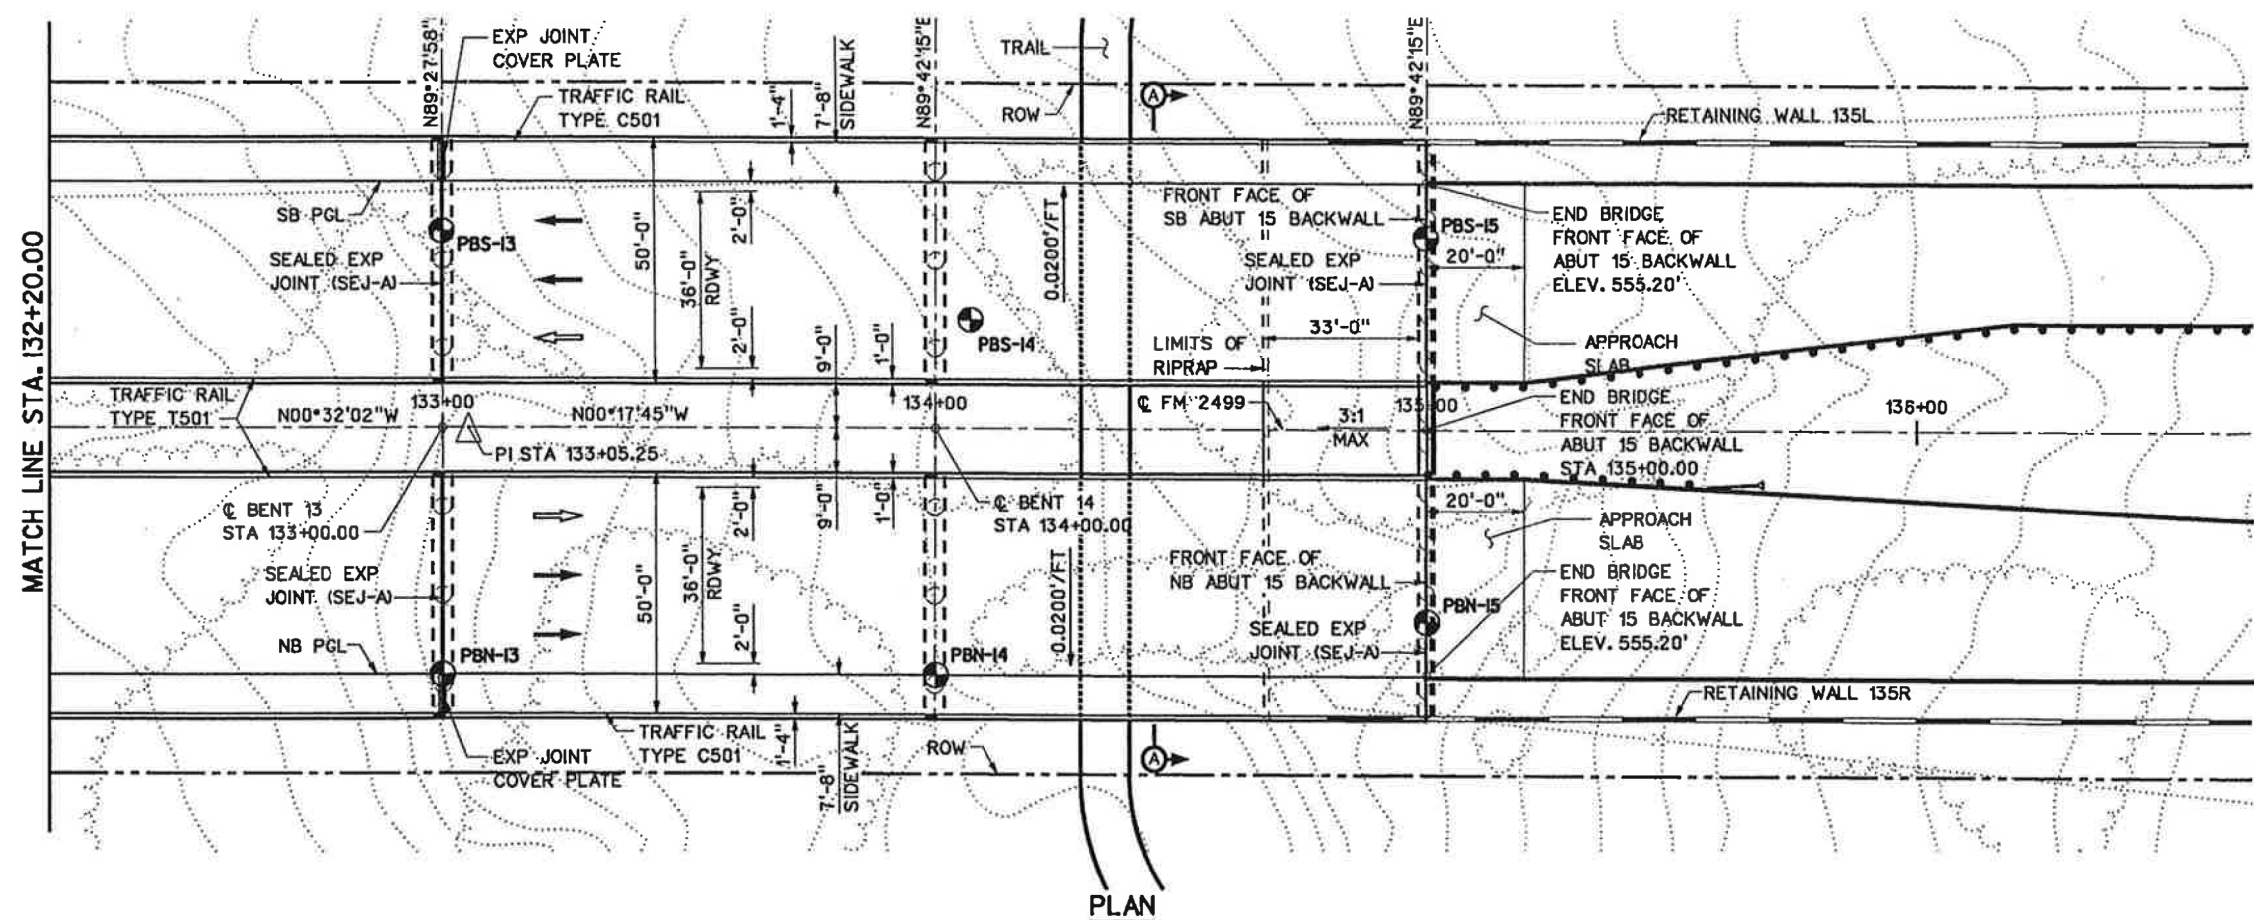 MATCH LINE STA. 132+20.00
N89°27'58"
EXP JOINT
COVER PLATE
TRAFFIC RAIL
TYPE C501
1'-4"
7'-8"
SIDEWALK
N89°42'15"E
TRAIL
ROW
A
N89°42'15"E
RETAINING WALL 135L
SB PGL
PBS-13
SEALED EXP
JOINT (SEJ-A)
50'-0"
36'-0"
RDWY
2'-0"
2'-0"
9'-0"
1'-0"
PBS-14
0.0200'/FT
FRONT FACE OF
SB ABUT 15 BACKWALL
PBS-15
SEALED EXP
JOINT (SEJ-A)
20'-0"
33'-0"
LIMITS OF
RIPRAP
END BRIDGE
FRONT FACE OF
ABUT 15 BACKWALL
ELEV. 555.20'
APPROACH
SLAB
TRAFFIC RAIL
TYPE T501
N00°32'02"W
133+00
N00°17'45"W
PI STA 133+05.25
134+00
℄ FM 2499
3:1
MAX
135+00
END BRIDGE
FRONT FACE OF
ABUT 15 BACKWALL
STA 135+00.00
136+00
℄ BENT 13
STA 133+00.00
℄ BENT 14
STA 134+00.00
SEALED EXP
JOINT (SEJ-A)
50'-0"
36'-0"
RDWY
2'-0"
2'-0"
9'-0"
1'-0"
0.0200'/FT
FRONT FACE OF
NB ABUT 15 BACKWALL
20'-0"
APPROACH
SLAB
END BRIDGE
FRONT FACE OF
ABUT 15 BACKWALL
ELEV. 555.20'
NB PGL
PBN-13
PBN-14
PBN-15
SEALED EXP
JOINT (SEJ-A)
RETAINING WALL 135R
EXP JOINT
COVER PLATE
TRAFFIC RAIL
TYPE C501
1'-4"
7'-8"
SIDEWALK
ROW
A
PLAN